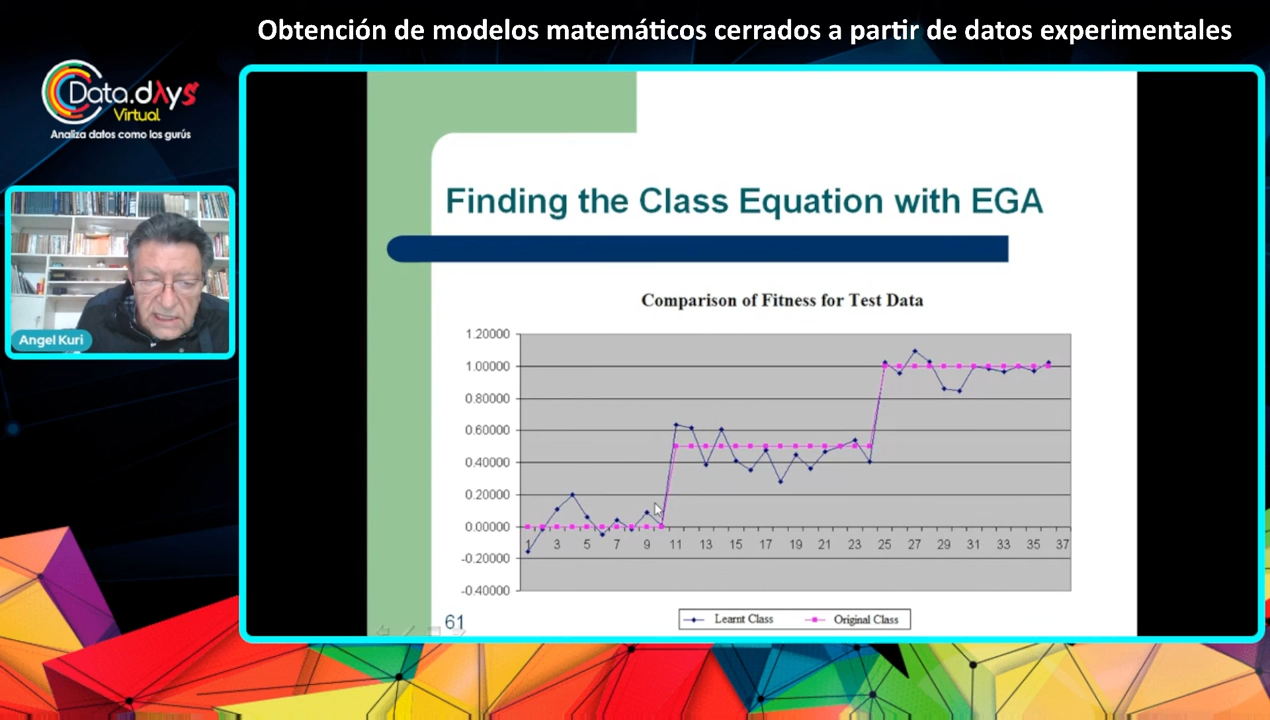 Obtención de modelos matemáticos cerrados a partir de datos experimentales
Data.dAys
Virtual
Analiza datos como los gurús
Angel Kuri
Finding the Class Equation with EGA
Comparison of Fitness for Test Data
1.20000
1.00000
0.80000
0.60000
0.40000
0.20000
0.00000
-0.20000
-0.40000
1 3 5 7 9 11 13 15 17 19 21 23 25 27 29 31 33 35 37
Learnt Class Original Class
61